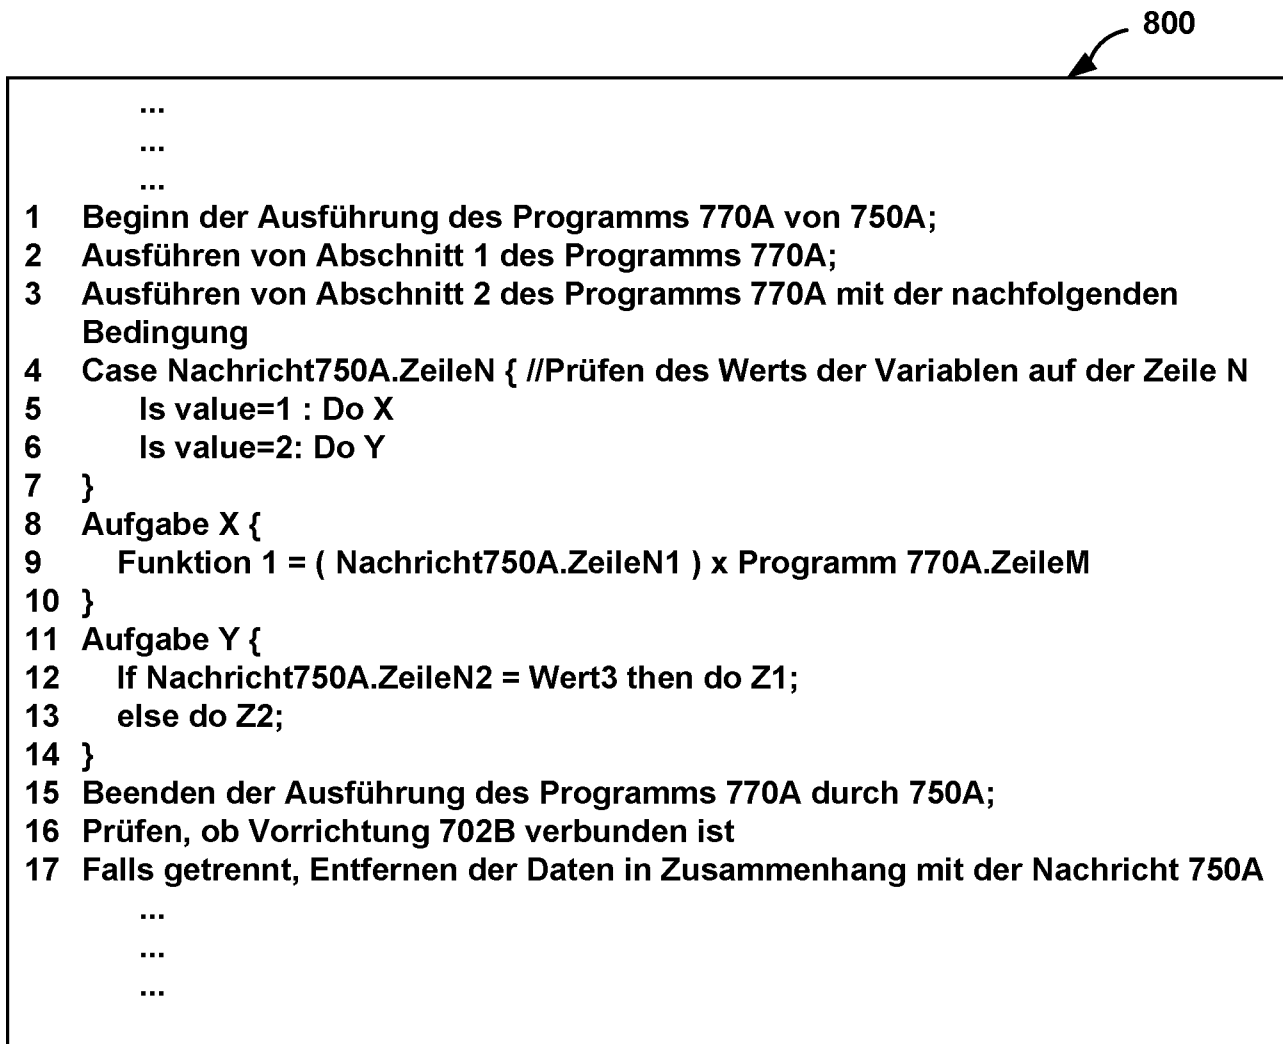 800
...
...
...
1 Beginn der Ausführung des Programms 770A von 750A;
2 Ausführen von Abschnitt 1 des Programms 770A;
3 Ausführen von Abschnitt 2 des Programms 770A mit der nachfolgenden
Bedingung
4 Case Nachricht750A.ZeileN { //Prüfen des Werts der Variablen auf der Zeile N
5 Is value=1 : Do X
6 Is value=2: Do Y
7 }
8 Aufgabe X {
9 Funktion 1 = ( Nachricht750A.ZeileN1 ) x Programm 770A.ZeileM
10 }
11 Aufgabe Y {
12 If Nachricht750A.ZeileN2 = Wert3 then do Z1;
13 else do Z2;
14 }
15 Beenden der Ausführung des Programms 770A durch 750A;
16 Prüfen, ob Vorrichtung 702B verbunden ist
17 Falls getrennt, Entfernen der Daten in Zusammenhang mit der Nachricht 750A
...
...
...